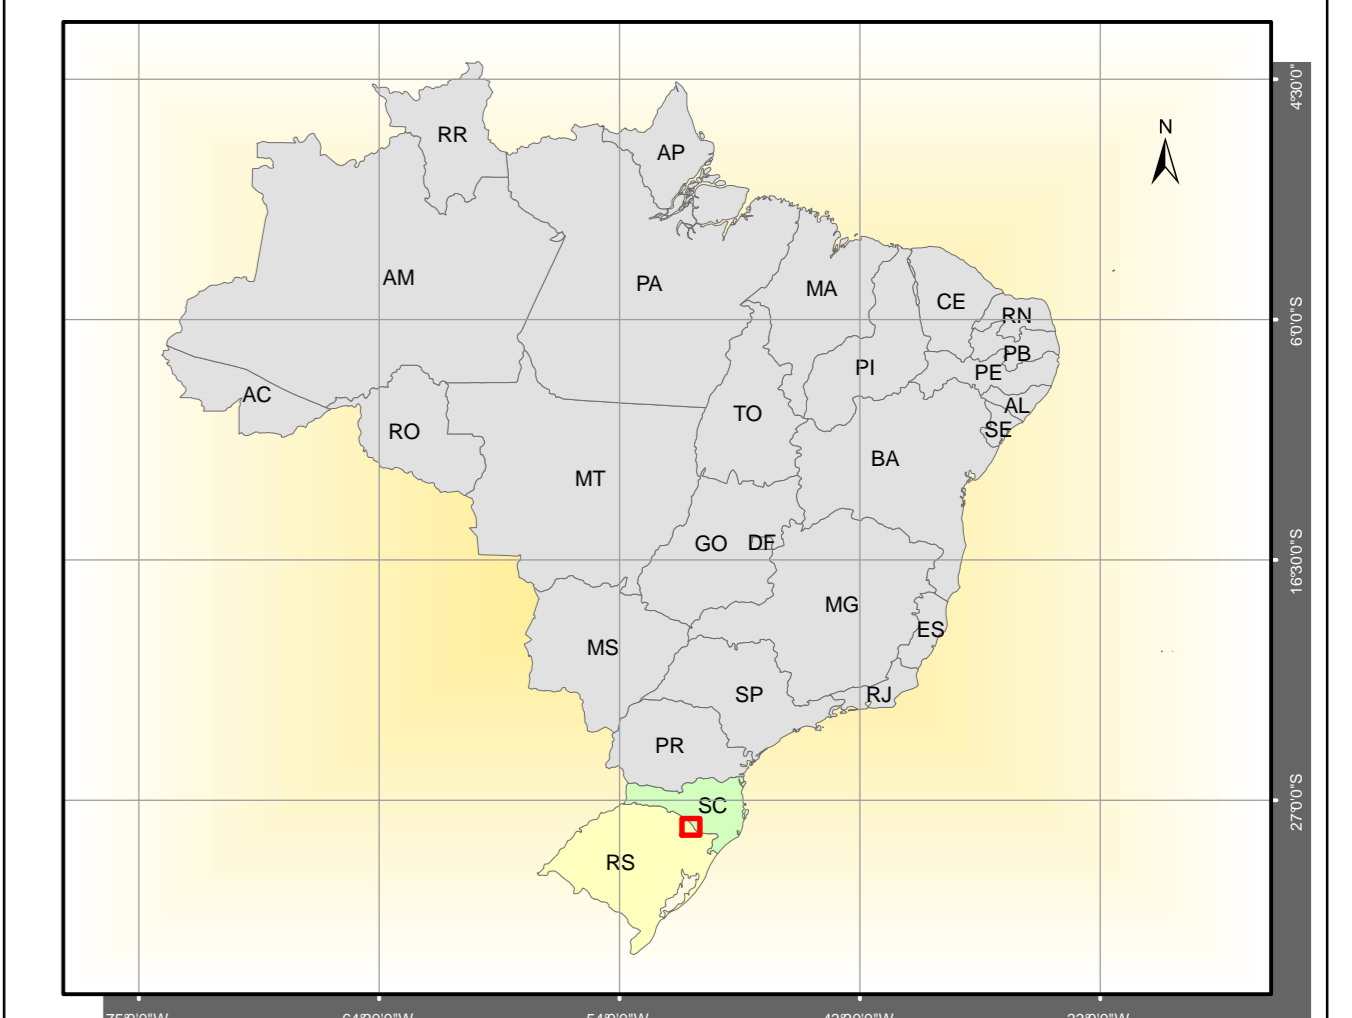 4°30'0"
N
RR
AP
AM
PA
MA
CE
RN
6°0'0"S
PB
PI
PE
AC
AL
TO
SE
RO
BA
MT
GO
DF
16°30'0"S
MG
ES
MS
SP
RJ
PR
SC
27°0'0"S
RS